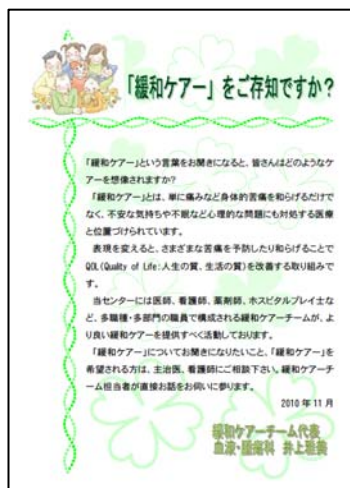 「緩和ケアー」をご存知ですか?
「緩和ケアー」という言葉をお聞きになると、皆さんはどのようなケ
アーを想像されますか?
「緩和ケアー」とは、単に痛みなど身体的苦痛を和らげるだけで
なく、不安な気持ちや不眠など心理的な問題にも対処する医療
と位置づけられています。
表現を変えると、さまざまな苦痛を予防したり和らげることで
QOL(Quality of Life:人生の質、生活の質)を改善する取り組みで
す。
当センターには医師、看護師、薬剤師、ホスピタルプレイ士な
ど、多職種・多部門の職員で構成される緩和ケアーチームが、よ
り良い緩和ケアーを提供すべく活動しております。
「緩和ケアー」についてお聞きになりたいこと、「緩和ケアー」を
希望される方は、主治医、看護師にご相談下さい。緩和ケアーチ
ーム担当者が直接お話をお伺いに参ります。
2010年11月
緩和ケアーチーム代表
血液・腫瘍科 井上雅美